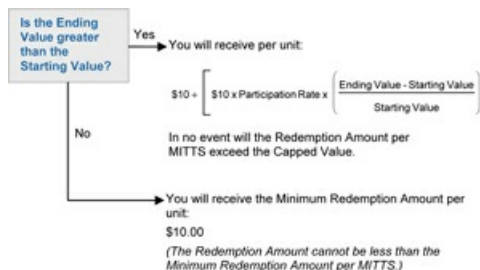 Is the Ending
Value greater
than the
Starting Value?
Yes
You will receive per unit:
$10 + [ $10 x Participation Rate x ( Ending Value - Starting Value
Starting Value ) ]
In no event will the Redemption Amount per
MITTS exceed the Capped Value.
No
You will receive the Minimum Redemption Amount per
unit:
$10.00
(The Redemption Amount cannot be less than the
Minimum Redemption Amount per MITTS.)